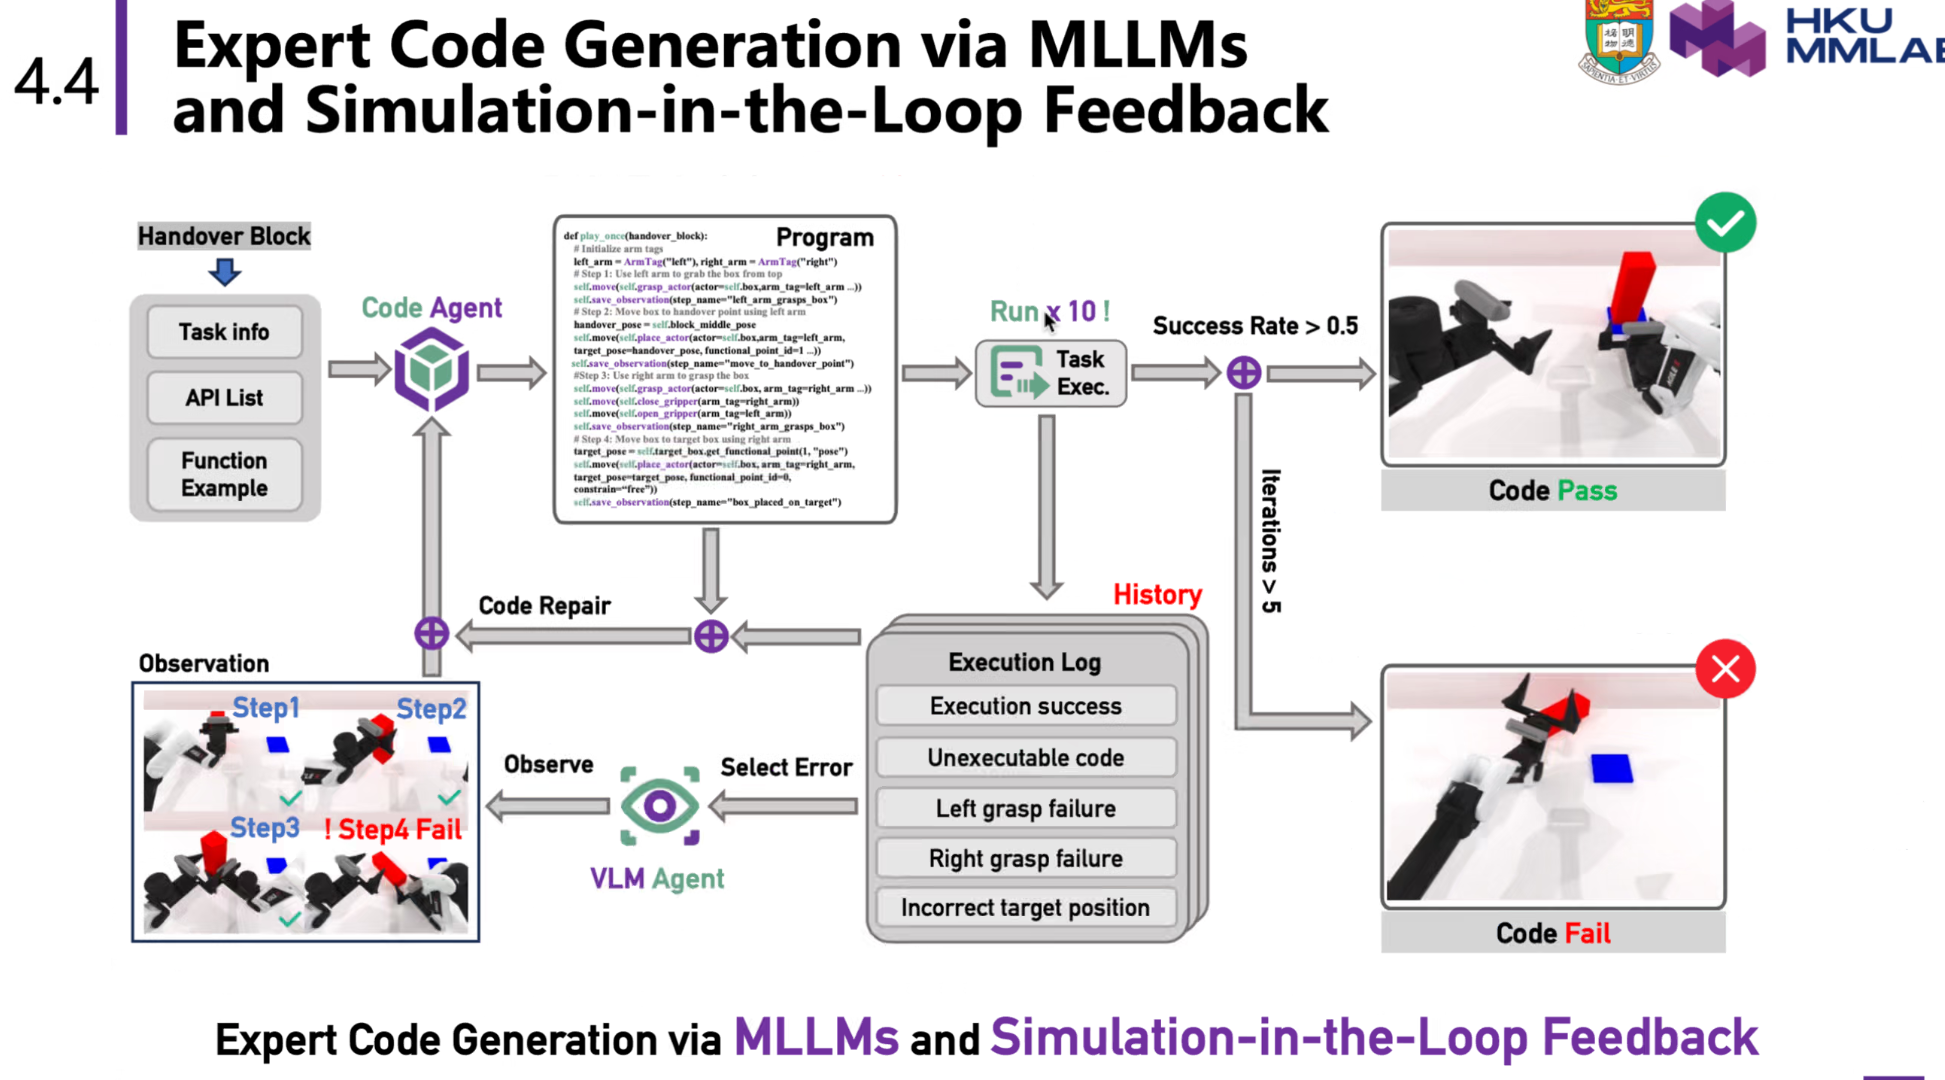 4.4
Expert Code Generation via MLLMs
and Simulation-in-the-Loop Feedback
HKU
MMLAB
SAPIENTIA ET VIRTUS
Handover Block
Task info
API List
Function
Example
Code Agent
Program
def play_once(handover_block):
# Initialize arm tags
left_arm = ArmTag("left"), right_arm = ArmTag("right")
# Step 1: Use left arm to grab the box from top
self.move(self.grasp_actor(actor=self.box,arm_tag=left_arm ...))
self.save_observation(step_name="left_arm_grasps_box")
# Step 2: Move box to handover point using left arm
handover_pose = self.block_middle_pose
self.move(self.place_actor(actor=self.box,arm_tag=left_arm,
target_pose=handover_pose, functional_point_id=1 ...))
self.save_observation(step_name="move_to_handover_point")
#Step 3: Use right arm to grasp the box
self.move(self.grasp_actor(actor=self.box, arm_tag=right_arm ...))
self.move(self.close_gripper(arm_tag=right_arm))
self.move(self.open_gripper(arm_tag=left_arm))
self.save_observation(step_name="right_arm_grasps_box")
# Step 4: Move box to target box using right arm
target_pose = self.target_box.get_functional_point(1, "pose")
self.move(self.place_actor(actor=self.box, arm_tag=right_arm,
target_pose=target_pose, functional_point_id=0,
constrain="free"))
self.save_observation(step_name="box_placed_on_target")
Run x 10 !
Task
Exec.
Success Rate > 0.5
Iterations > 5
Code Pass
Code Repair
History
Execution Log
Execution success
Unexecutable code
Left grasp failure
Right grasp failure
Incorrect target position
Select Error
VLM Agent
Observe
Observation
Step1
Step2
Step3
! Step4 Fail
Code Fail
Expert Code Generation via MLLMs and Simulation-in-the-Loop Feedback